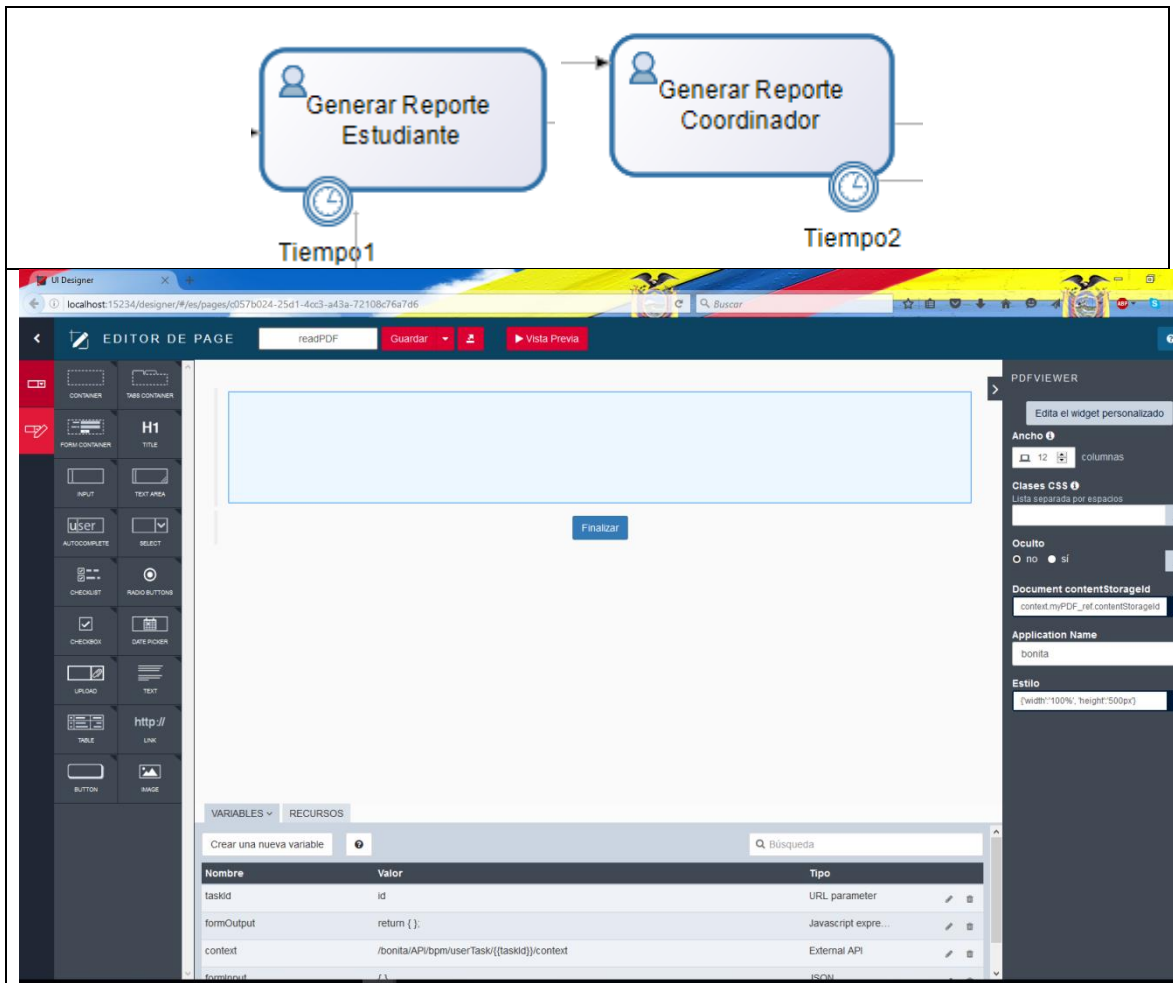 Generar Reporte
Estudiante
Generar Reporte
Coordinador
Tiempo1
Tiempo2
UI Designer
localhost:15234/designer/#/es/pages/c057b024-25d1-4cc3-a43a-72108c76a7d6
Buscar
EDITOR DE PAGE
readPDF
Guardar
Vista Previa
CONTAINER
TABS CONTAINER
FORM CONTAINER
H1
TITLE
INPUT
TEXT AREA
user
AUTOCOMPLETE
SELECT
CHECKLIST
RADIO BUTTONS
CHECKBOX
DATE PICKER
UPLOAD
TEXT
TABLE
http://
LINK
BUTTON
IMAGE
Finalizar
PDFVIEWER
Edita el widget personalizado
Ancho
12 columnas
Clases CSS
Lista separada por espacios
Oculto
no sí
Document contentStorageId
context.myPDF_ref.contentStorageId
Application Name
bonita
Estilo
{'width':'100%', 'height':'500px'}
VARIABLES RECURSOS
Crear una nueva variable
Búsqueda
Nombre Valor Tipo
taskId id URL parameter
formOutput return { }; Javascript expre...
context /bonita/API/bpm/userTask/{{taskId}}/context External API
formInput { } JSON